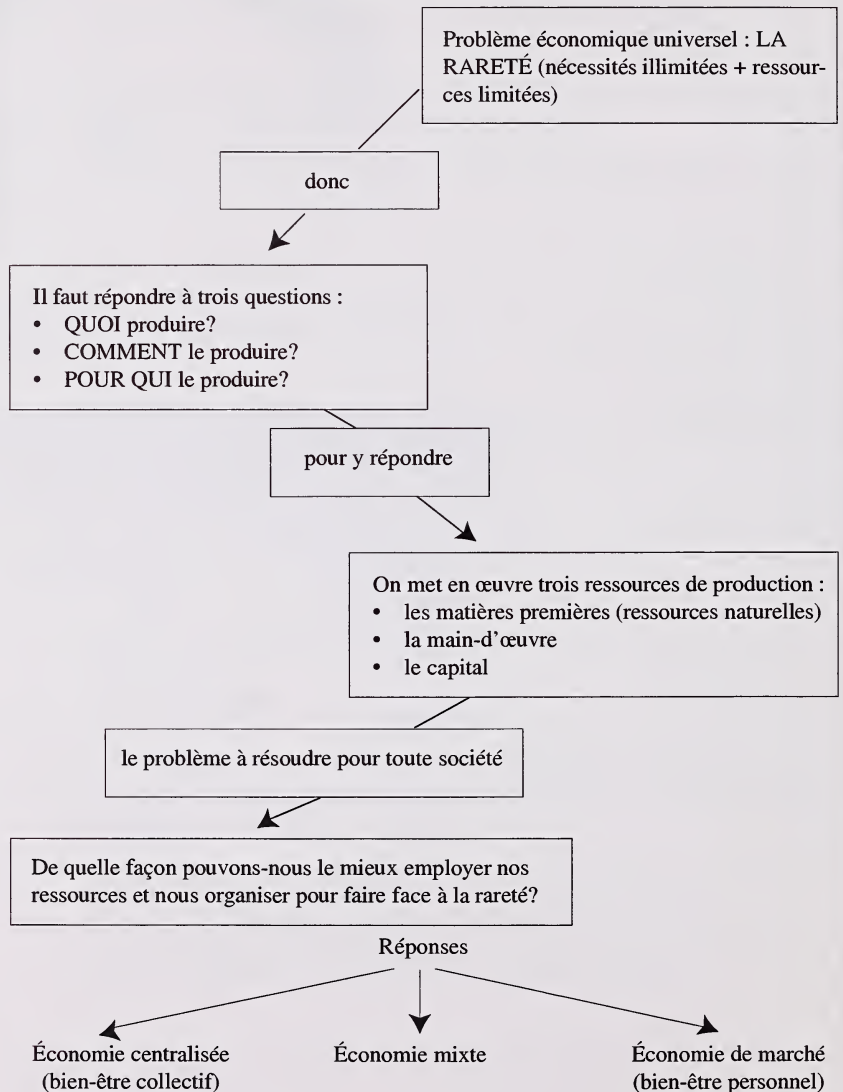 Problème économique universel : LA
RARETÉ (nécessités illimitées + ressour-
ces limitées)
donc
Il faut répondre à trois questions :
• QUOI produire?
• COMMENT le produire?
• POUR QUI le produire?
pour y répondre
On met en œuvre trois ressources de production :
• les matières premières (ressources naturelles)
• la main-d'œuvre
• le capital
le problème à résoudre pour toute société
De quelle façon pouvons-nous le mieux employer nos
ressources et nous organiser pour faire face à la rareté?
Réponses
Économie centralisée
(bien-être collectif)
Économie mixte
Économie de marché
(bien-être personnel)